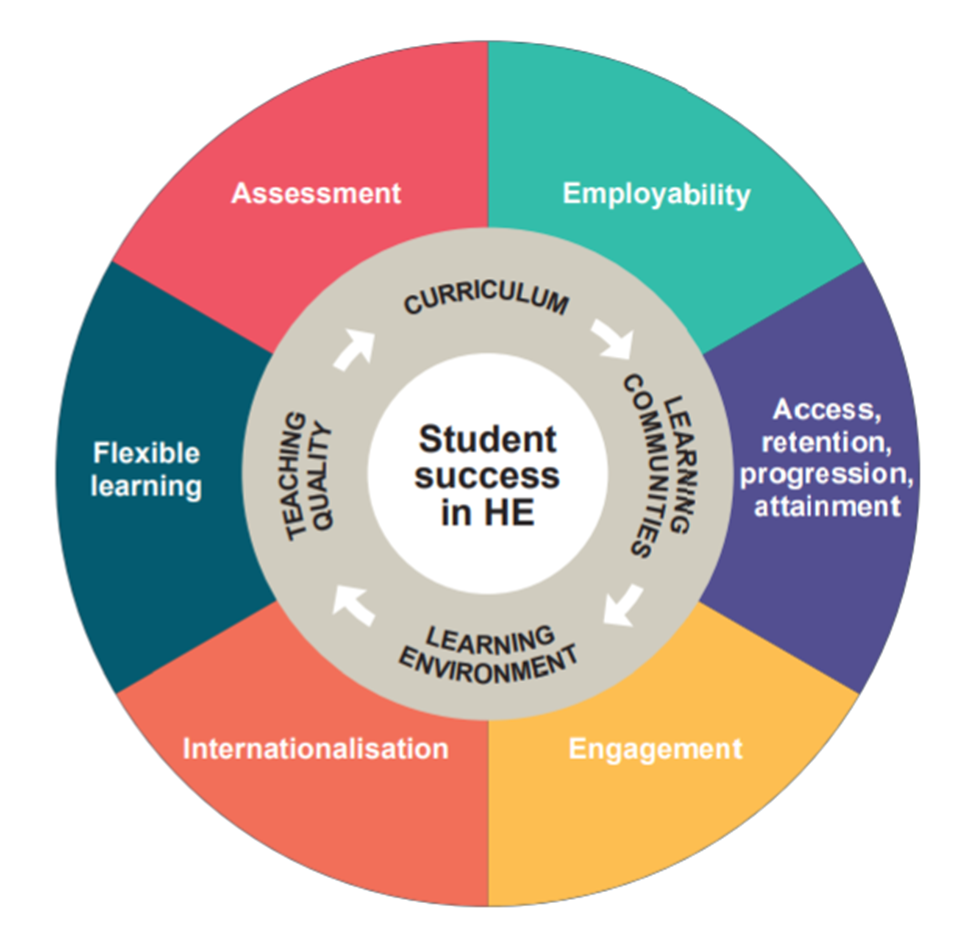 Assessment
Employability
CURRICULUM
LEARNING
COMMUNITIES
Access,
retention,
progression,
attainment
Flexible
learning
TEACHING
QUALITY
Student
success
in HE
LEARNING
ENVIRONMENT
Internationalisation
Engagement